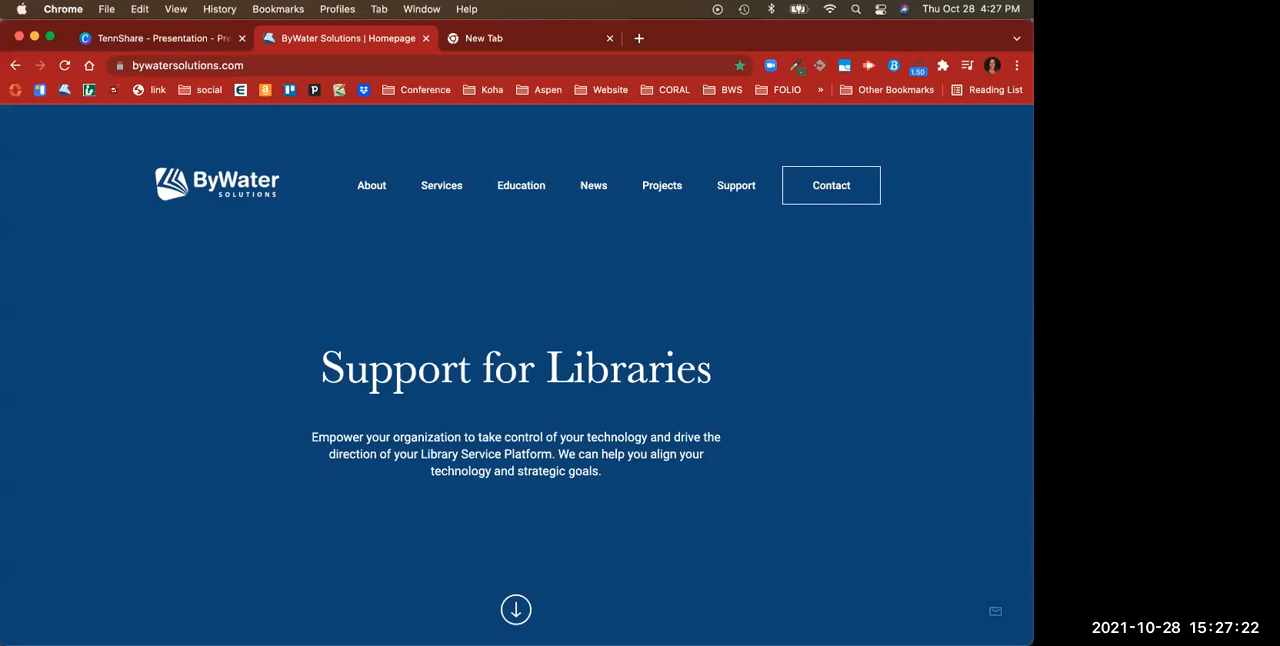 Chrome File Edit View History Bookmarks Profiles Tab Window Help Thu Oct 28 4:27 PM
TennShare - Presentation - Pre ByWater Solutions | Homepage New Tab
bywatersolutions.com
1.50
link social Conference Koha Aspen Website CORAL BWS FOLIO » Other Bookmarks Reading List
ByWater SOLUTIONS
About Services Education News Projects Support Contact
Support for Libraries
Empower your organization to take control of your technology and drive the
direction of your Library Service Platform. We can help you align your
technology and strategic goals.
2021-10-28 15:27:22